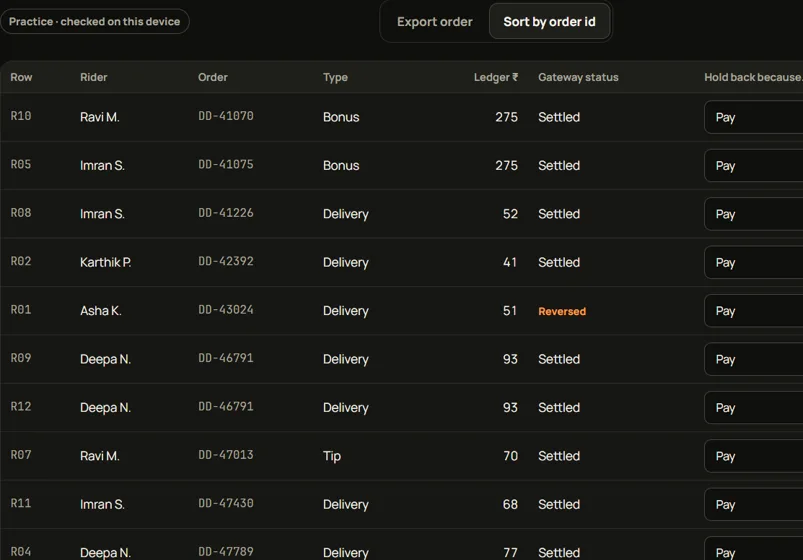 Practice · checked on this device
Export order Sort by order id
Row Rider Order Type Ledger ₹ Gateway status Hold back because
R10 Ravi M. DD-41070 Bonus 275 Settled Pay
R05 Imran S. DD-41075 Bonus 275 Settled Pay
R08 Imran S. DD-41226 Delivery 52 Settled Pay
R02 Karthik P. DD-42392 Delivery 41 Settled Pay
R01 Asha K. DD-43024 Delivery 51 Reversed Pay
R09 Deepa N. DD-46791 Delivery 93 Settled Pay
R12 Deepa N. DD-46791 Delivery 93 Settled Pay
R07 Ravi M. DD-47013 Tip 70 Settled Pay
R11 Imran S. DD-47430 Delivery 68 Settled Pay
R04 Deepa N. DD-47789 Delivery 77 Settled Pay